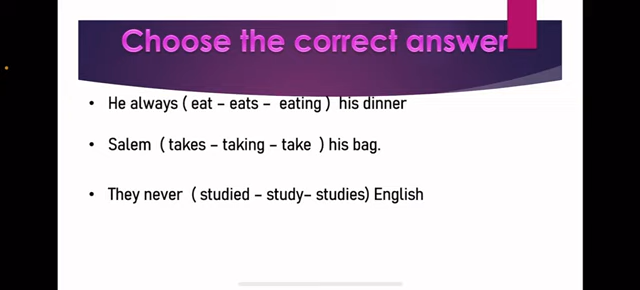 Choose the correct answer
• He always ( eat – eats – eating ) his dinner
• Salem ( takes – taking – take ) his bag.
• They never ( studied – study– studies) English